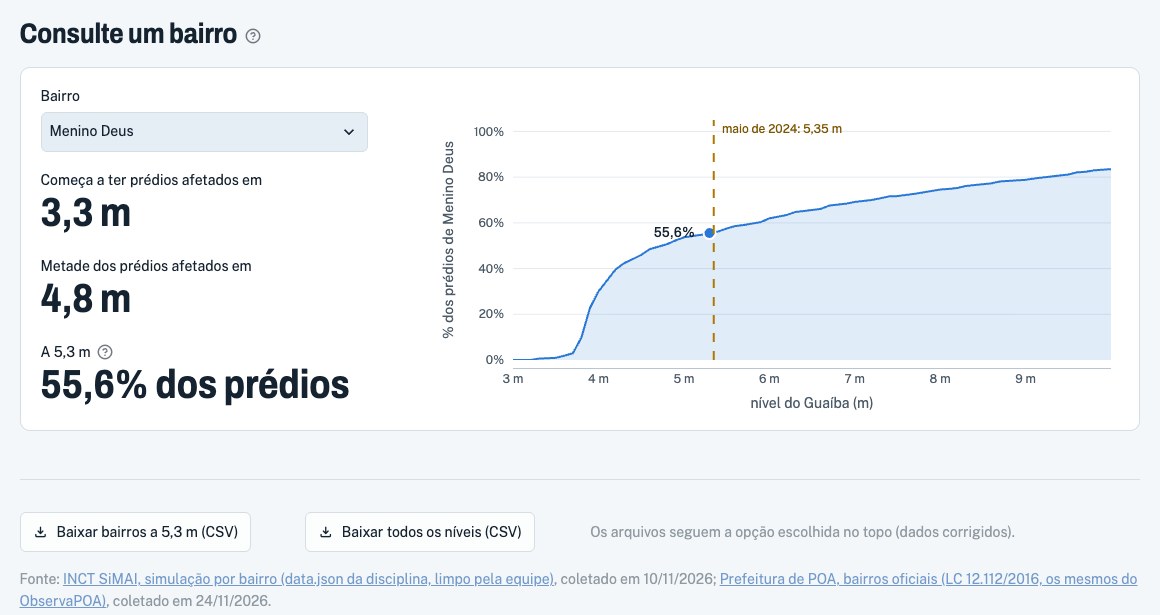 Consulte um bairro ?
Bairro
Menino Deus
Começa a ter prédios afetados em
3,3 m
Metade dos prédios afetados em
4,8 m
A 5,3 m ?
55,6% dos prédios
% dos prédios de Menino Deus
100%
80%
60%
40%
20%
0%
maio de 2024: 5,35 m
55,6%
3 m 4 m 5 m 6 m 7 m 8 m 9 m
nível do Guaíba (m)
Baixar bairros a 5,3 m (CSV)
Baixar todos os níveis (CSV)
Os arquivos seguem a opção escolhida no topo (dados corrigidos).
Fonte: INCT SiMAI, simulação por bairro (data.json da disciplina, limpo pela equipe), coletado em 10/11/2026; Prefeitura de POA, bairros oficiais (LC 12.112/2016, os mesmos do
ObservaPOA), coletado em 24/11/2026.